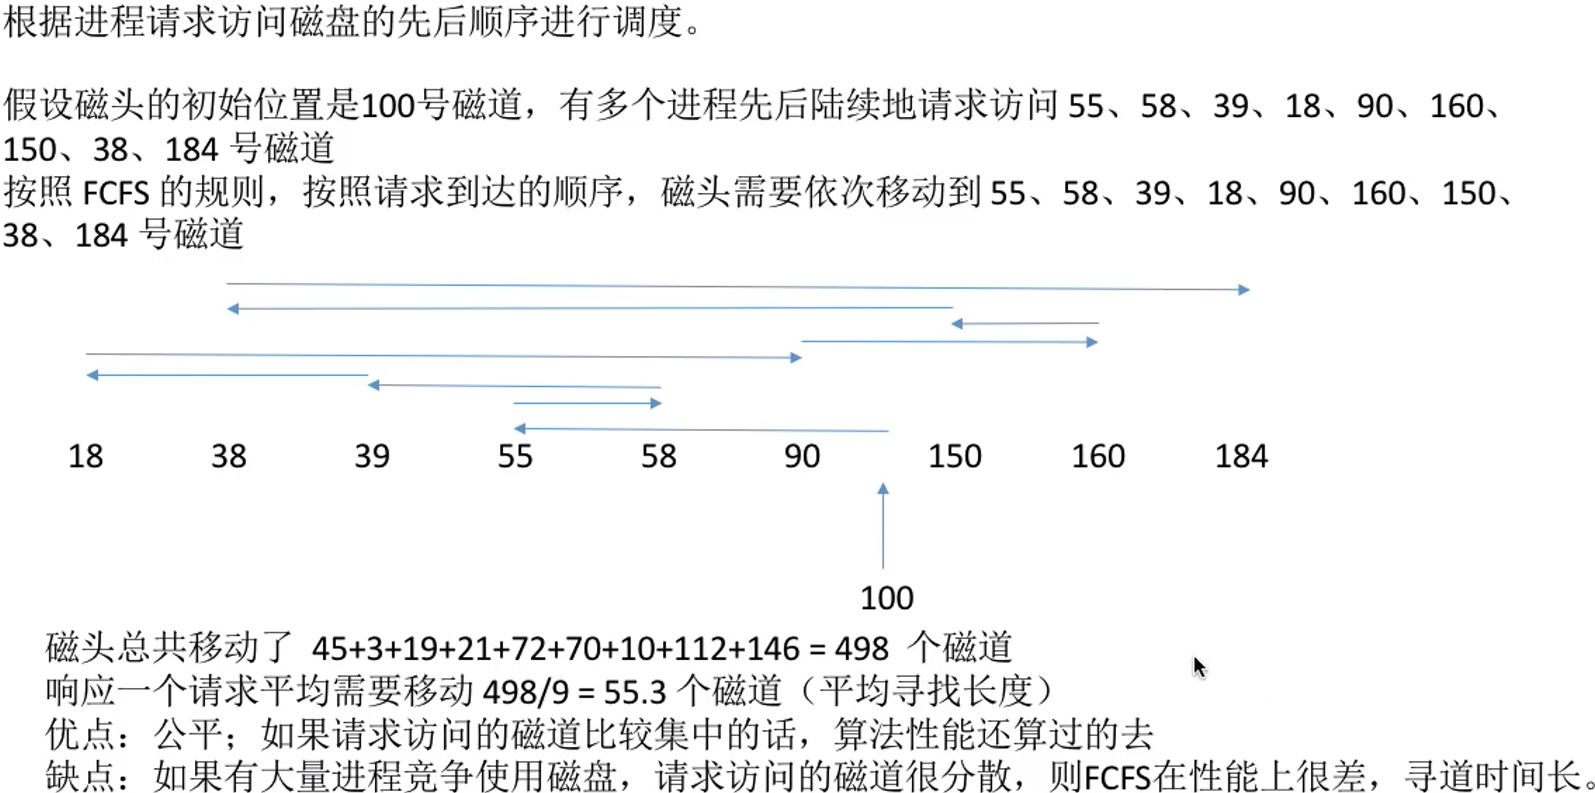 根据进程请求访问磁盘的先后顺序进行调度。
假设磁头的初始位置是100号磁道，有多个进程先后陆续地请求访问 55、58、39、18、90、160、
150、38、184 号磁道
按照 FCFS 的规则，按照请求到达的顺序，磁头需要依次移动到 55、58、39、18、90、160、150、
38、184 号磁道
18 38 39 55 58 90 150 160 184
100
磁头总共移动了 45+3+19+21+72+70+10+112+146 = 498 个磁道
响应一个请求平均需要移动 498/9 = 55.3 个磁道（平均寻找长度）
优点：公平；如果请求访问的磁道比较集中的话，算法性能还算过的去
缺点：如果有大量进程竞争使用磁盘，请求访问的磁道很分散，则FCFS在性能上很差，寻道时间长。